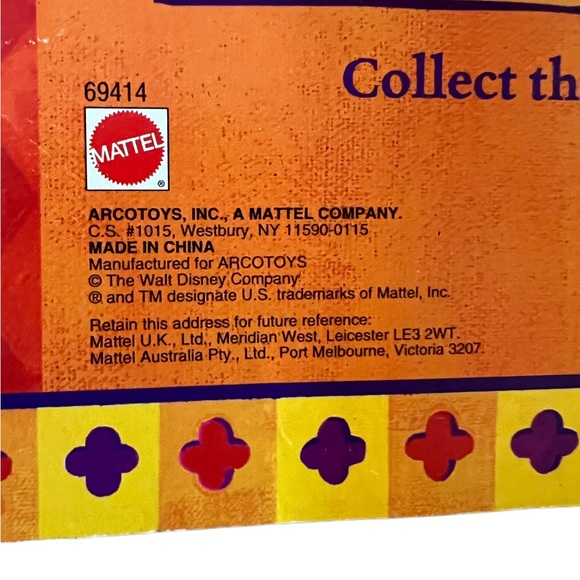 Collect th
69414
MATTEL
®
ARCOTOYS, INC., A MATTEL COMPANY.
C.S. #1015, Westbury, NY 11590-0115
MADE IN CHINA
Manufactured for ARCOTOYS
© The Walt Disney Company
® and TM designate U.S. trademarks of Mattel, Inc.
Retain this address for future reference:
Mattel U.K., Ltd., Meridian West, Leicester LE3 2WT.
Mattel Australia Pty., Ltd., Port Melbourne, Victoria 3207.